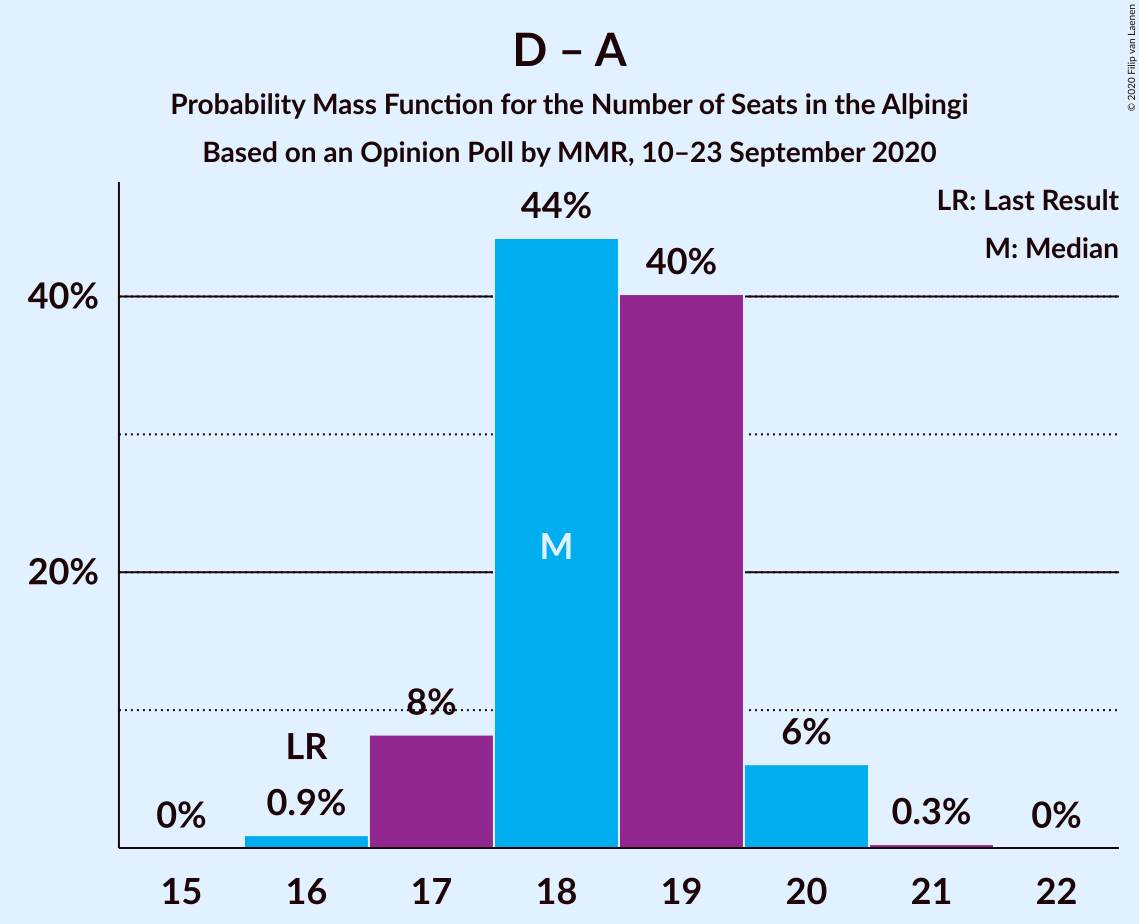 D – A
Probability Mass Function for the Number of Seats in the Alþingi
Based on an Opinion Poll by MMR, 10–23 September 2020
© 2020 Filip van Laenen
LR: Last Result
M: Median
40%
20%
0%
LR
0.9%
8%
44%
M
40%
6%
0.3%
0%
15 16 17 18 19 20 21 22